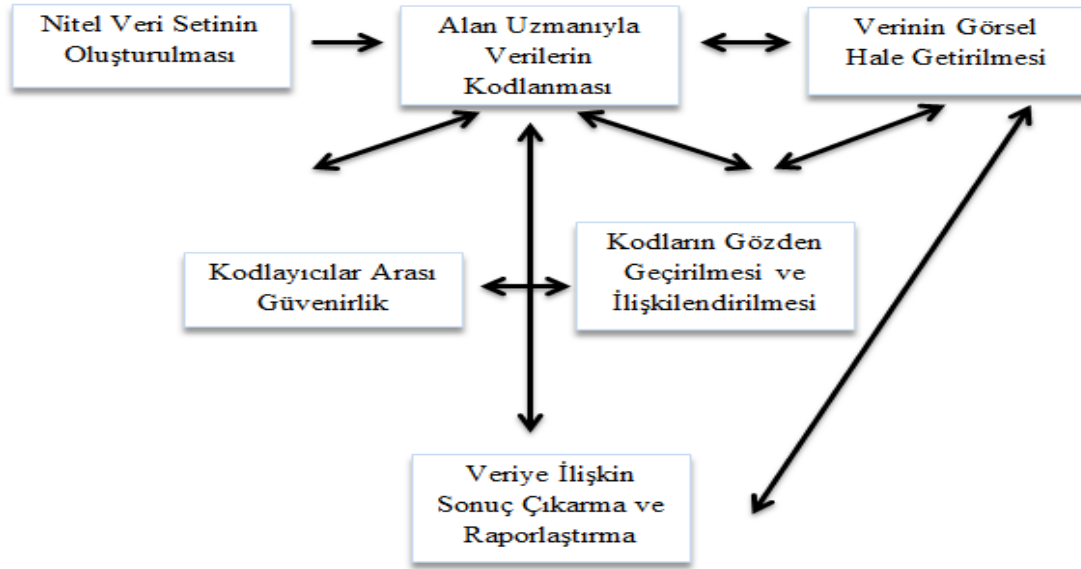 Nitel Veri Setinin
Oluşturulması
Alan Uzmanıyla
Verilerin
Kodlanması
Verinin Görsel
Hale Getirilmesi
Kodlayıcılar Arası
Güvenirlik
Kodların Gözden
Geçirilmesi ve
İlişkilendirilmesi
Veriye İlişkin
Sonuç Çıkarma ve
Raporlaştırma